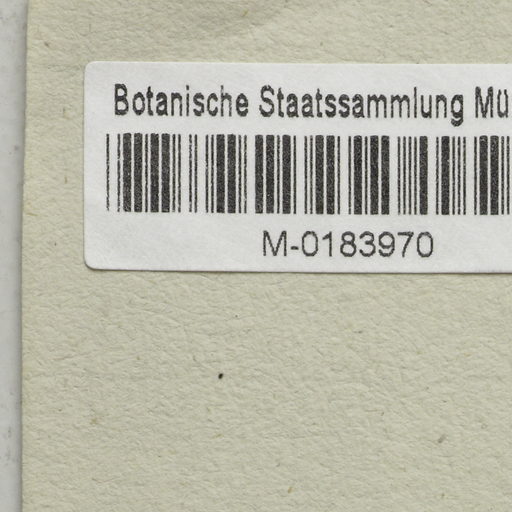 Botanische Staatssammlung Mü
M-0183970